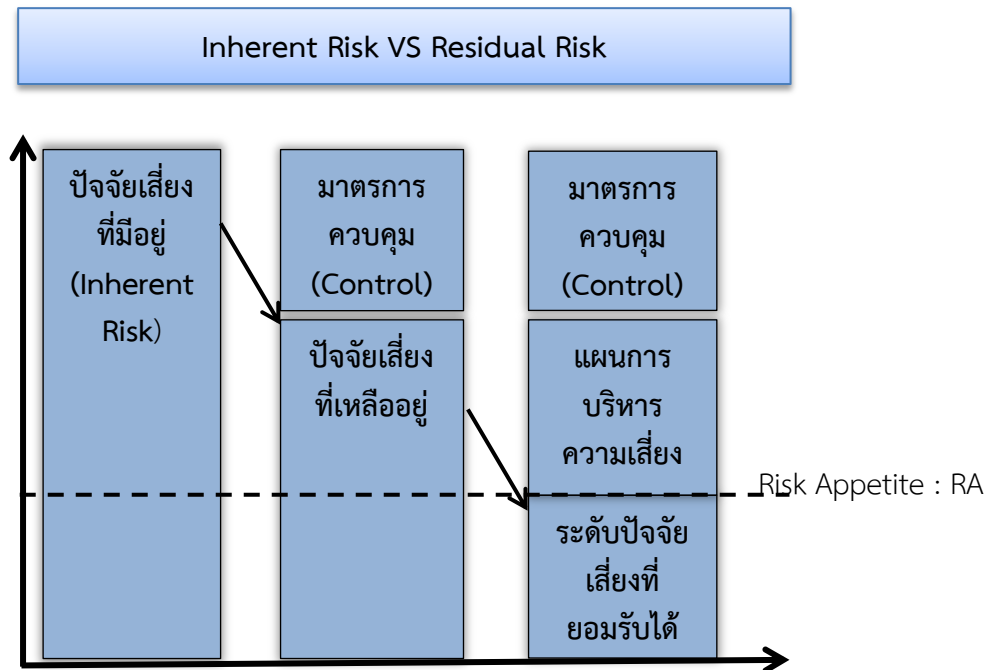 Inherent Risk VS Residual Risk
ปัจจัยเสี่ยง
ที่มีอยู่
(Inherent
Risk)
มาตรการ
ควบคุม
(Control)
ปัจจัยเสี่ยง
ที่เหลืออยู่
มาตรการ
ควบคุม
(Control)
แผนการ
บริหาร
ความเสี่ยง
ระดับปัจจัย
เสี่ยงที่
ยอมรับได้
Risk Appetite : RA